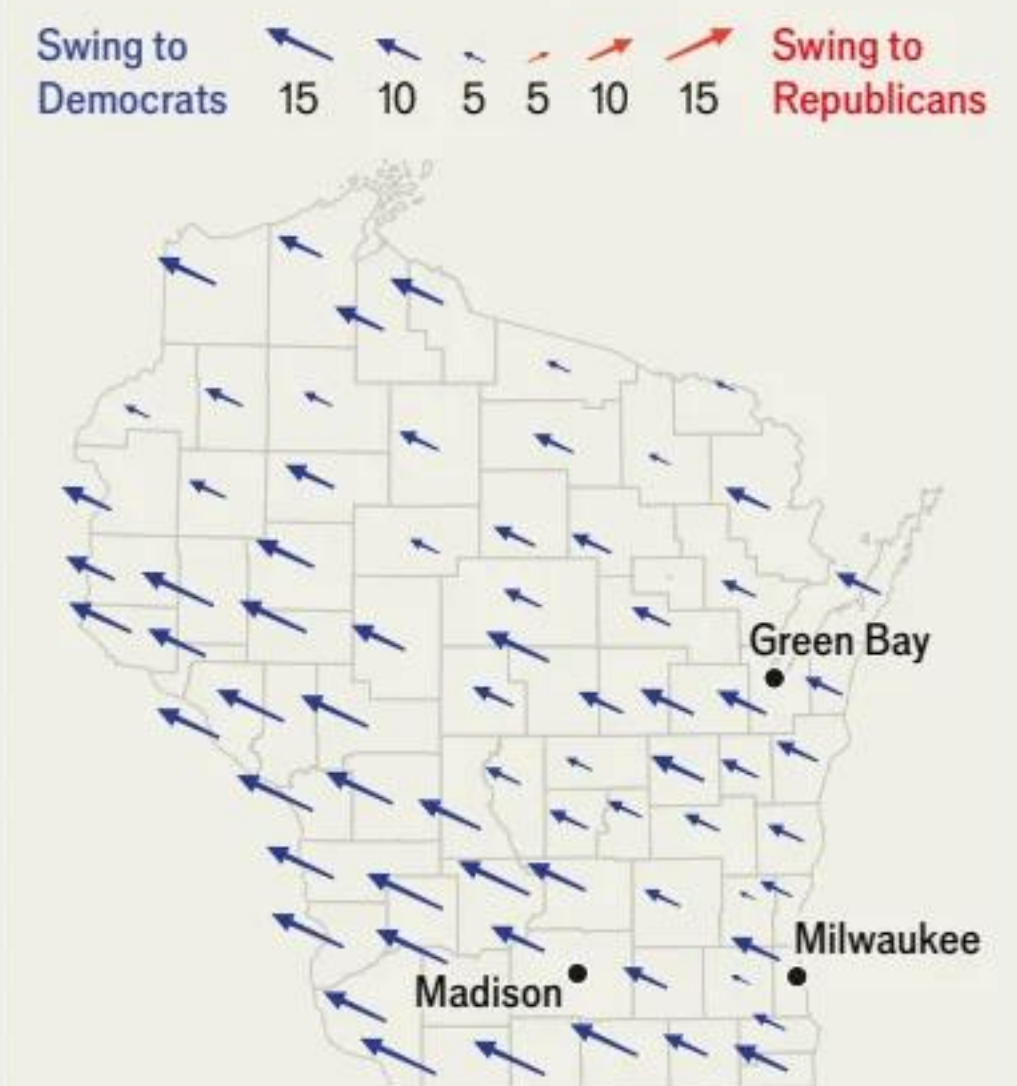 Swing to
Democrats
15 10 5 5 10 15
Swing to
Republicans
Green Bay
Milwaukee
Madison